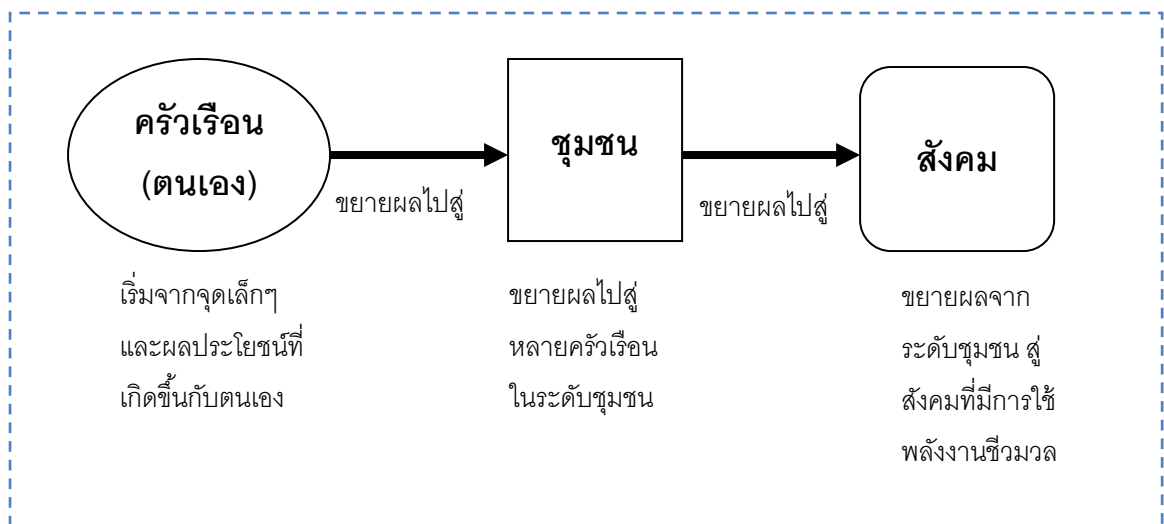 ครัวเรือน
(ตนเอง)
ขยายผลไปสู่
ชุมชน
ขยายผลไปสู่
สังคม
เริ่มจากจุดเล็กๆ
และผลประโยชน์ที่
เกิดขึ้นกับตนเอง
ขยายผลไปสู่
หลายครัวเรือน
ในระดับชุมชน
ขยายผลจาก
ระดับชุมชน สู่
สังคมที่มีการใช้
พลังงานชีวมวล